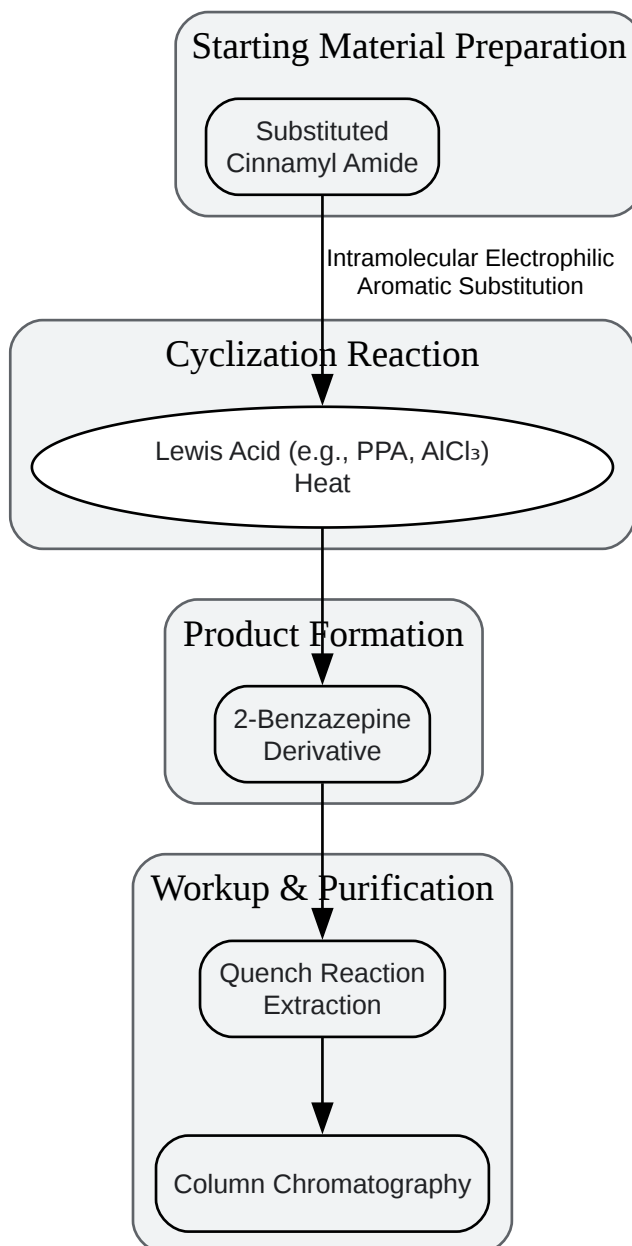 Starting Material Preparation
Substituted
Cinnamyl Amide
Intramolecular Electrophilic
Aromatic Substitution
Cyclization Reaction
Lewis Acid (e.g., PPA, AlCl₃)
Heat
Product Formation
2-Benzazepine
Derivative
Workup & Purification
Quench Reaction
Extraction
Column Chromatography